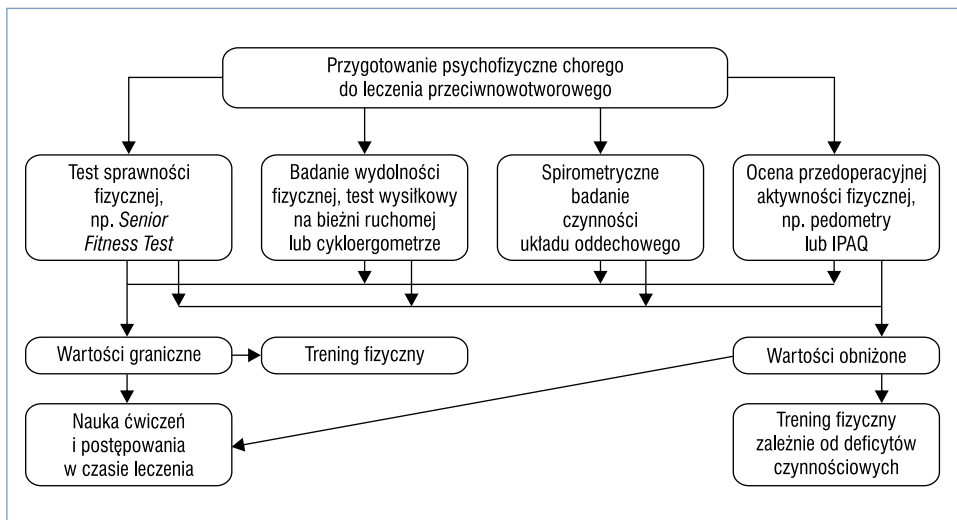 Przygotowanie psychofizyczne chorego
do leczenia przeciwnowotworowego
Test sprawności
fizycznej,
np. Senior
Fitness Test
Badanie wydolności
fizycznej, test wysiłkowy
na bieżni ruchomej
lub cykloergometrze
Spirometryczne
badanie
czynności
układu oddechowego
Ocena przedoperacyjnej
aktywności fizycznej,
np. pedometry
lub IPAQ
Wartości graniczne
Trening fizyczny
Wartości obniżone
Nauka ćwiczeń
i postępowania
w czasie leczenia
Trening fizyczny
zależnie od deficytów
czynnościowych